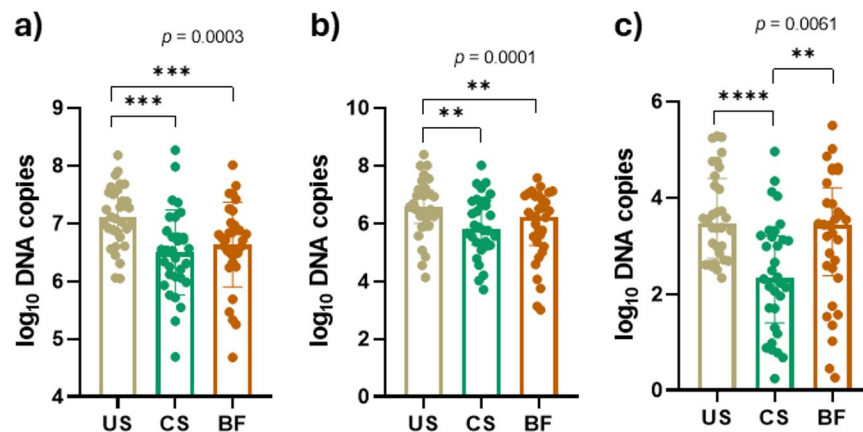 a)
p = 0.0003
***
***
log10 DNA copies
9
8
7
6
5
4
US CS BF
b)
p = 0.0001
**
**
log10 DNA copies
10
8
6
4
2
0
US CS BF
c)
p = 0.0061
**
****
log10 DNA copies
6
4
2
0
US CS BF